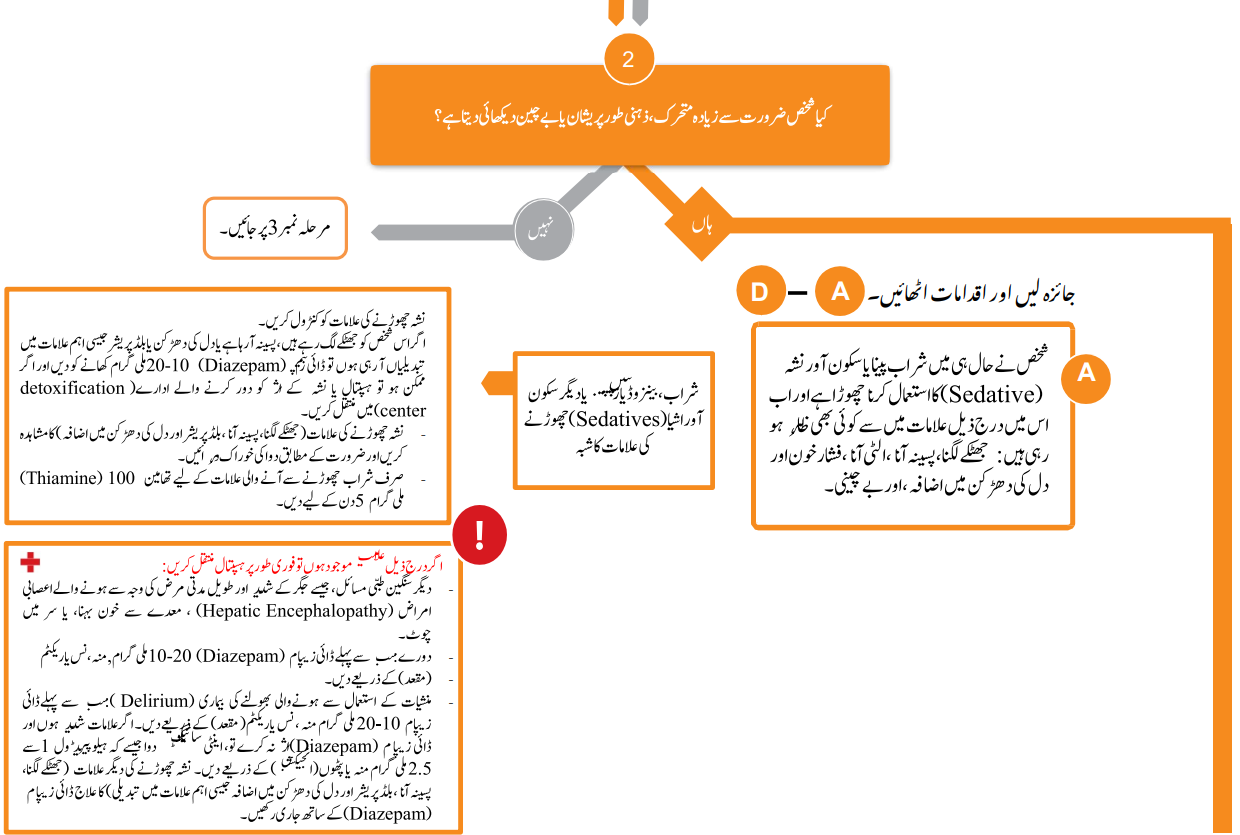 2
کیا شخص ضرورت سے زیادہ متحرک، ذہنی طور پریشان یا بے چین دیکھائی دیتا ہے؟
ہاں
نہیں
مرحلہ نمبر 3 پر جائیں۔
جائزہ لیں اور اقدامات اٹھائیں۔ A – D
A
شخص نے حال ہی میں شراب پینا یا سکون آور نشہ
(Sedative) کا استعمال کرنا چھوڑا ہے اور اب
اس میں درج ذیل علامات میں سے کوئی بھی ظاہر ہو
رہی ہیں: جھٹکے لگنا، پسینہ آنا، الٹی آنا، فشار خون اور
دل کی دھڑکن میں اضافہ، اور بے چینی۔
شراب، یا دیگر سکون
آور اشیا (Sedatives) چھوڑنے
کی علامات کا شبہ
نشہ چھوڑنے کی علامات کو کنٹرول کریں۔
اگر اس شخص کو جھٹکے لگ رہے ہیں، پسینہ آ رہا ہے یا دل کی دھڑکن یا بلڈ پریشر جیسی اہم علامات میں
تبدیلیاں آ رہی ہوں تو (Diazepam) 10-20 ملی گرام کھانے کو دیں اور اگر
ممکن ہو تو ہسپتال یا نشہ کے اثر کو دور کرنے والے ادارے (detoxification
center) میں منتقل کریں۔
- نشہ چھوڑنے کی علامات (جھٹکے لگنا، پسینہ آنا، بلڈ پریشر اور دل کی دھڑکن میں اضافہ) کا مشاہدہ
کریں اور ضرورت کے مطابق دوا کی خوراک
- صرف شراب چھوڑنے سے آنے والی علامات کے لیے تھامین (Thiamine) 100
ملی گرام 5 دن کے لیے دیں۔
!
اگر درج ذیل علامات موجود ہوں تو فوری طور پر ہسپتال منتقل کریں:
- دیگر سنگین طبی مسائل، جیسے جگر کے شدید اور طویل مدتی مرض کی وجہ سے ہونے والے اعصابی
امراض (Hepatic Encephalopathy)، معدے سے خون بہنا، یا سر میں
چوٹ۔
- دورے سب سے پہلے ڈائی زیپام (Diazepam) 10-20 ملی گرام، منہ، نس یا ریکٹم
- (مقعد) کے ذریعے دیں۔
- منشیات کے استعمال سے ہونے والی بھولنے کی بیماری (Delirium) سب سے پہلے ڈائی
زیپام 10-20 ملی گرام منہ، نس یا ریکٹم (مقعد) کے ذریعے دیں۔ اگر علامات شدید ہوں اور
ڈائی زیپام (Diazepam) اثر نہ کرے تو، اینٹی دوا جیسے کہ ہیلوپیریڈول 1 سے
2.5 ملی گرام منہ یا پٹھوں (انجیکشن) کے ذریعے دیں۔ نشہ چھوڑنے کی دیگر علامات (جھٹکے لگنا،
پسینہ آنا، بلڈ پریشر اور دل کی دھڑکن میں اضافہ جیسی اہم علامات میں تبدیلی) کا علاج ڈائی زیپام
(Diazepam) کے ساتھ جاری رکھیں۔